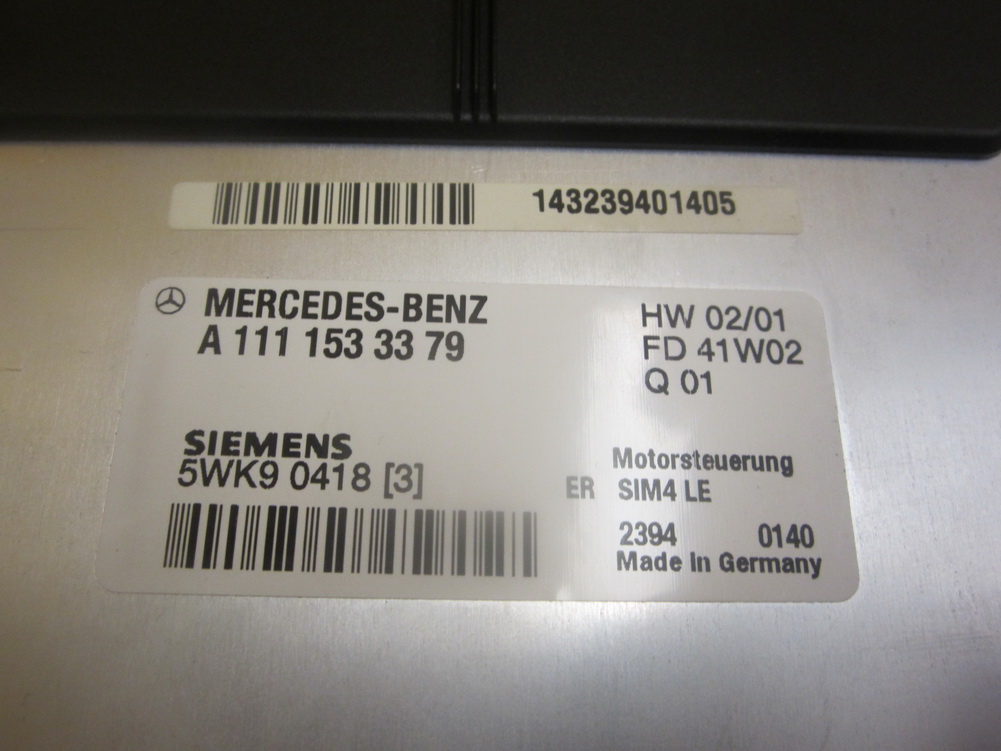 143239401405
MERCEDES-BENZ
A 111 153 33 79
HW 02/01
FD 41W02
Q 01
SIEMENS
5WK9 0418 [3]
Motorsteuerung
ER SIM4 LE
2394 0140
Made In Germany